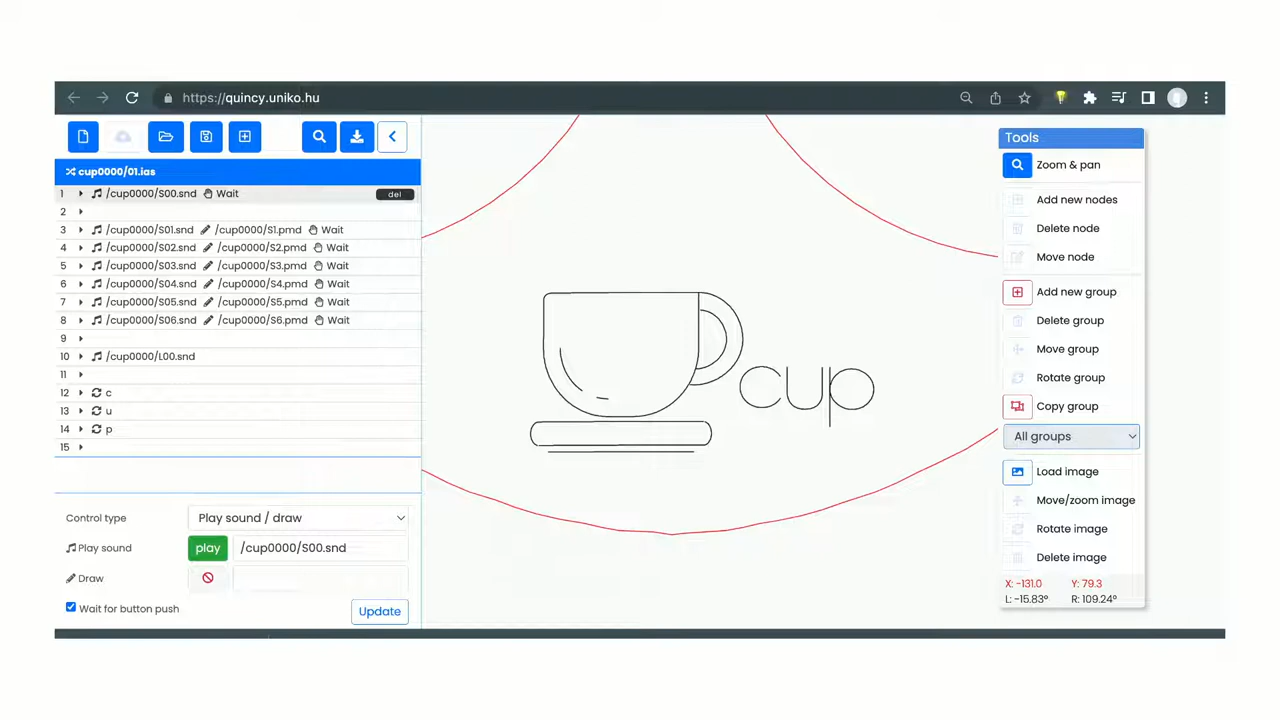 https://quincy.uniko.hu
cup0000/01.ias
1 /cup0000/S00.snd Wait del
2
3 /cup0000/S01.snd /cup0000/S1.pmd Wait
4 /cup0000/S02.snd /cup0000/S2.pmd Wait
5 /cup0000/S03.snd /cup0000/S3.pmd Wait
6 /cup0000/S04.snd /cup0000/S4.pmd Wait
7 /cup0000/S05.snd /cup0000/S5.pmd Wait
8 /cup0000/S06.snd /cup0000/S6.pmd Wait
9
10 /cup0000/L00.snd
11
12 c
13 u
14 p
15
Control type Play sound / draw
Play sound play /cup0000/S00.snd
Draw
Wait for button push Update
cup
Tools
Zoom & pan
Add new nodes
Delete node
Move node
Add new group
Delete group
Move group
Rotate group
Copy group
All groups
Load image
Move/zoom image
Rotate image
Delete image
X: -131.0 Y: 79.3
L: -15.83° R: 109.24°